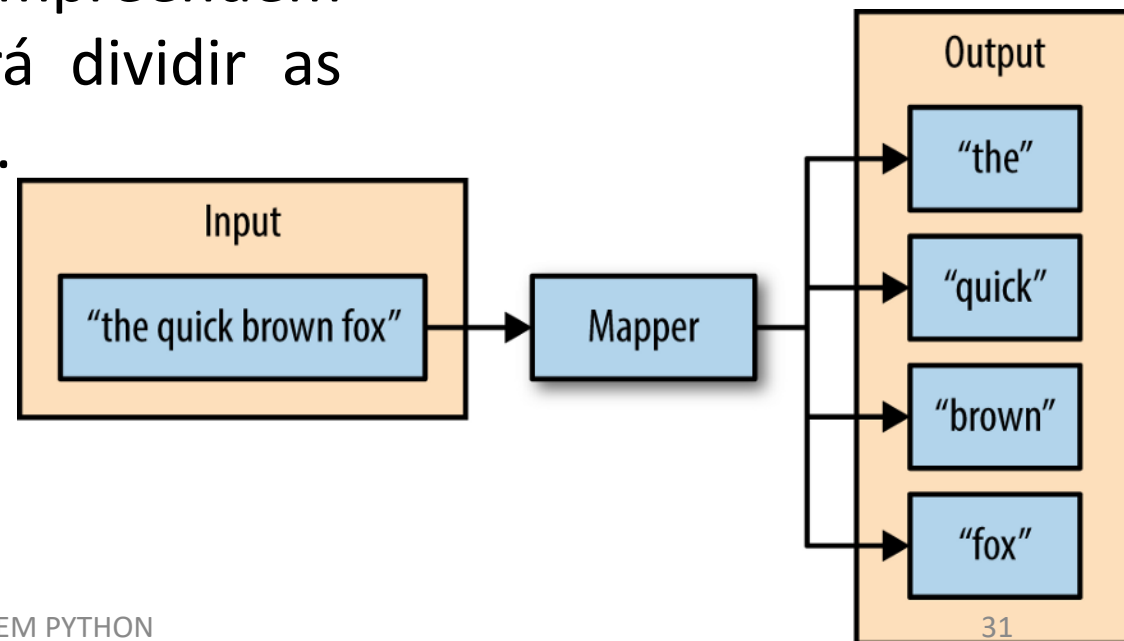 rá dividir as
Output
“the”
Input
“quick”
“the quick brown fox”
Mapper
“brown”
“fox”
EM PYTHON
31